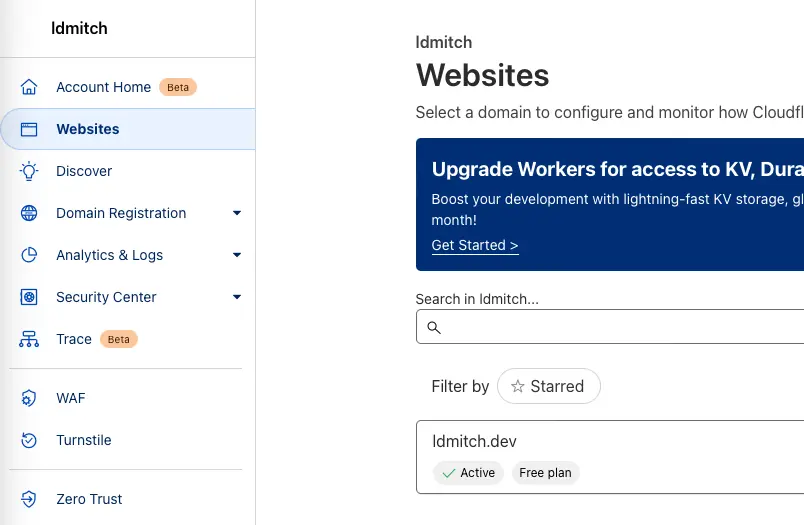 ldmitch
Account Home Beta
Websites
Discover
Domain Registration
Analytics & Logs
Security Center
Trace Beta
WAF
Turnstile
Zero Trust
ldmitch
Websites
Select a domain to configure and monitor how Cloudfl
Upgrade Workers for access to KV, Dura
Boost your development with lightning-fast KV storage, gl
month!
Get Started >
Search in ldmitch...
Filter by Starred
ldmitch.dev
Active Free plan